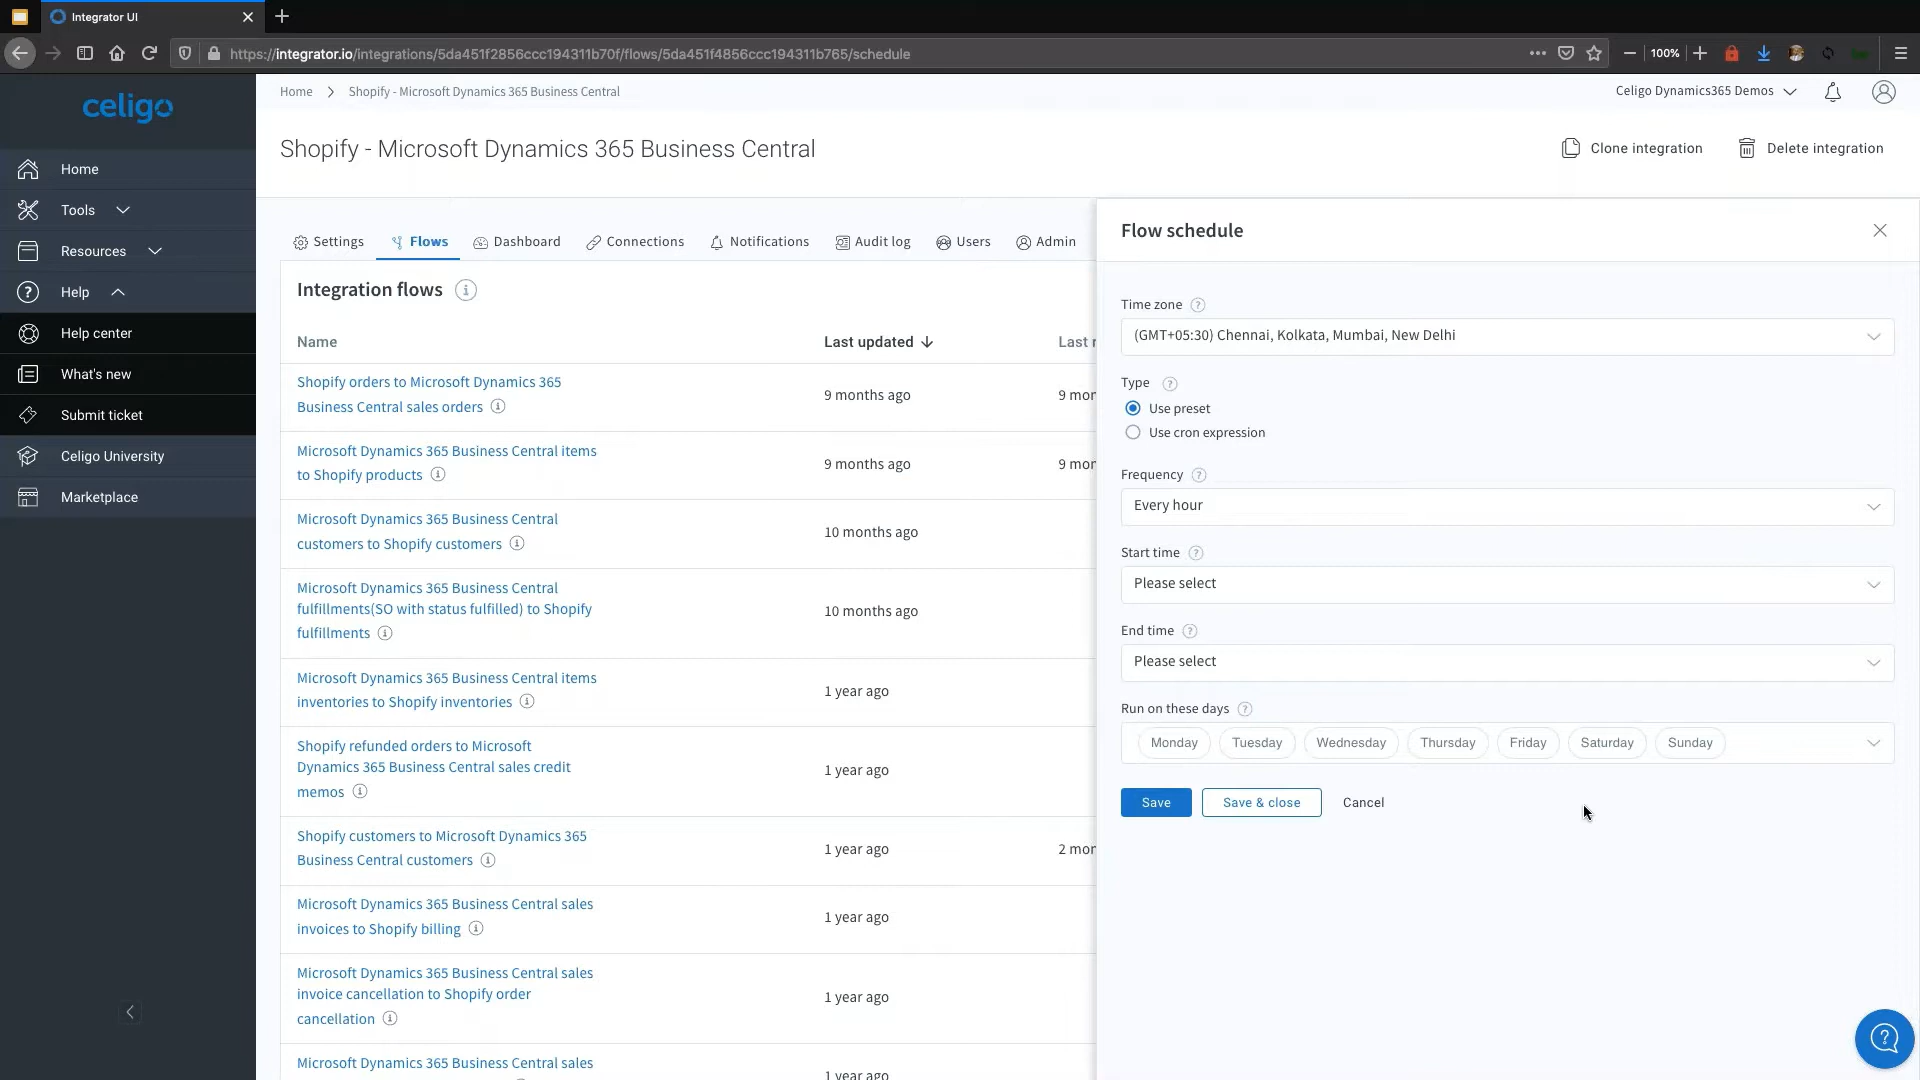 Integrator UI
https://integrator.io/integrations/5da451f2856ccc194311b70f/flows/5da451f4856ccc194311b765/schedule
100%
celigo
Home
Tools
Resources
Help
Help center
What's new
Submit ticket
Celigo University
Marketplace
Home > Shopify - Microsoft Dynamics 365 Business Central
Celigo Dynamics365 Demos
Shopify - Microsoft Dynamics 365 Business Central
Clone integration
Delete integration
Settings Flows Dashboard Connections Notifications Audit log Users Admin
Integration flows
Name Last updated Last r
Shopify orders to Microsoft Dynamics 365
Business Central sales orders
9 months ago 9 mon
Microsoft Dynamics 365 Business Central items
to Shopify products
9 months ago 9 mon
Microsoft Dynamics 365 Business Central
customers to Shopify customers
10 months ago
Microsoft Dynamics 365 Business Central
fulfillments(SO with status fulfilled) to Shopify
fulfillments
10 months ago
Microsoft Dynamics 365 Business Central items
inventories to Shopify inventories
1 year ago
Shopify refunded orders to Microsoft
Dynamics 365 Business Central sales credit
memos
1 year ago
Shopify customers to Microsoft Dynamics 365
Business Central customers
1 year ago 2 mon
Microsoft Dynamics 365 Business Central sales
invoices to Shopify billing
1 year ago
Microsoft Dynamics 365 Business Central sales
invoice cancellation to Shopify order
cancellation
1 year ago
Microsoft Dynamics 365 Business Central sales
1 year ago
Flow schedule
Time zone
(GMT+05:30) Chennai, Kolkata, Mumbai, New Delhi
Type
Use preset
Use cron expression
Frequency
Every hour
Start time
Please select
End time
Please select
Run on these days
Monday Tuesday Wednesday Thursday Friday Saturday Sunday
Save Save & close Cancel